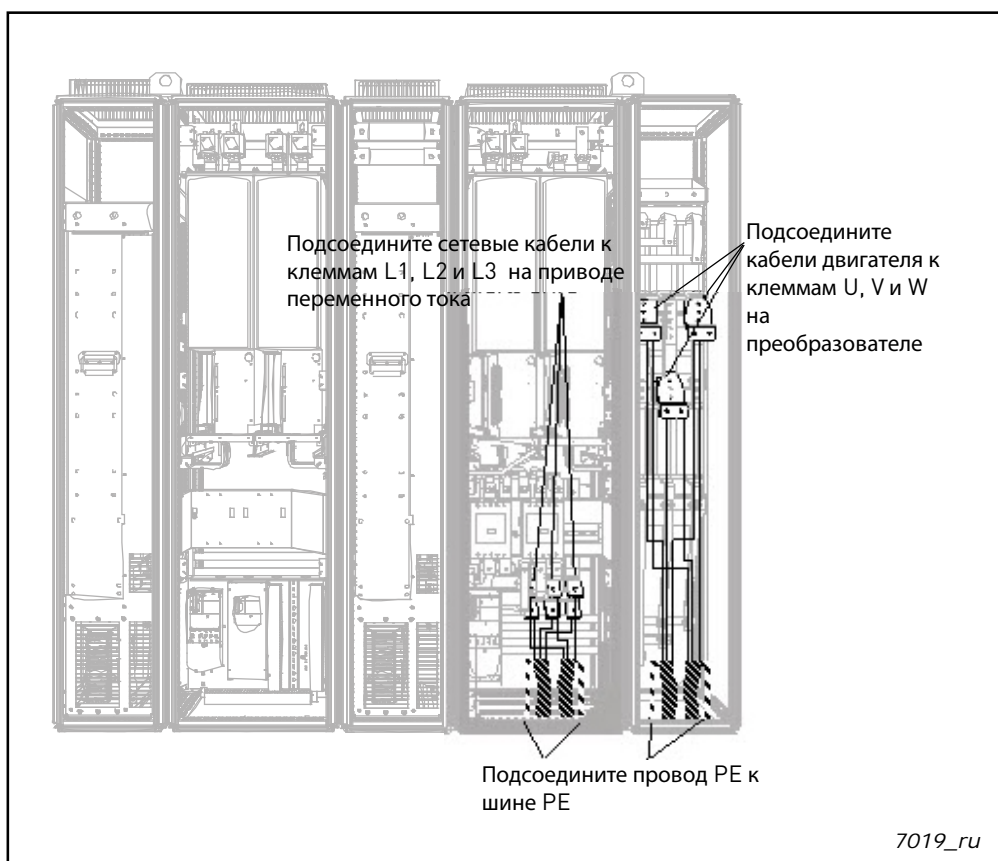 Подсоедините сетевые кабели к
клеммам L1, L2 и L3 на приводе
переменного тока
Подсоедините
кабели двигателя к
клеммам U, V и W
на
преобразователе
Подсоедините провод PE к
шине PE
7019_ru